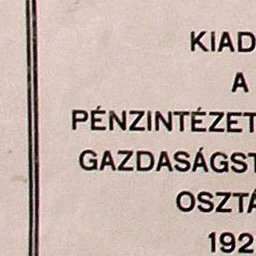 KIAD
A
PÉNZINTÉZET
GAZDASÁGST
OSZTÁ
192